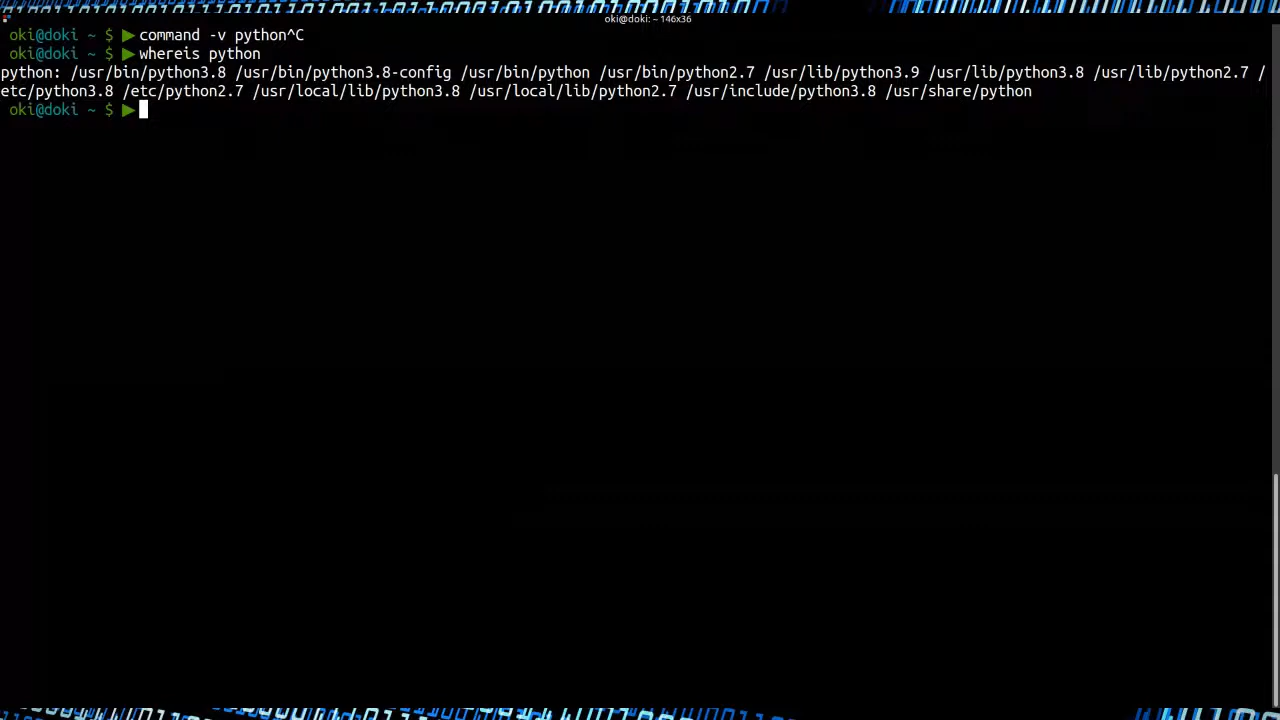 oki@doki: ~ 146x36
oki@doki ~ $ ▶command -v python^C
oki@doki ~ $ ▶whereis python
python: /usr/bin/python3.8 /usr/bin/python3.8-config /usr/bin/python /usr/bin/python2.7 /usr/lib/python3.9 /usr/lib/python3.8 /usr/lib/python2.7 /
etc/python3.8 /etc/python2.7 /usr/local/lib/python3.8 /usr/local/lib/python2.7 /usr/include/python3.8 /usr/share/python
oki@doki ~ $ ▶